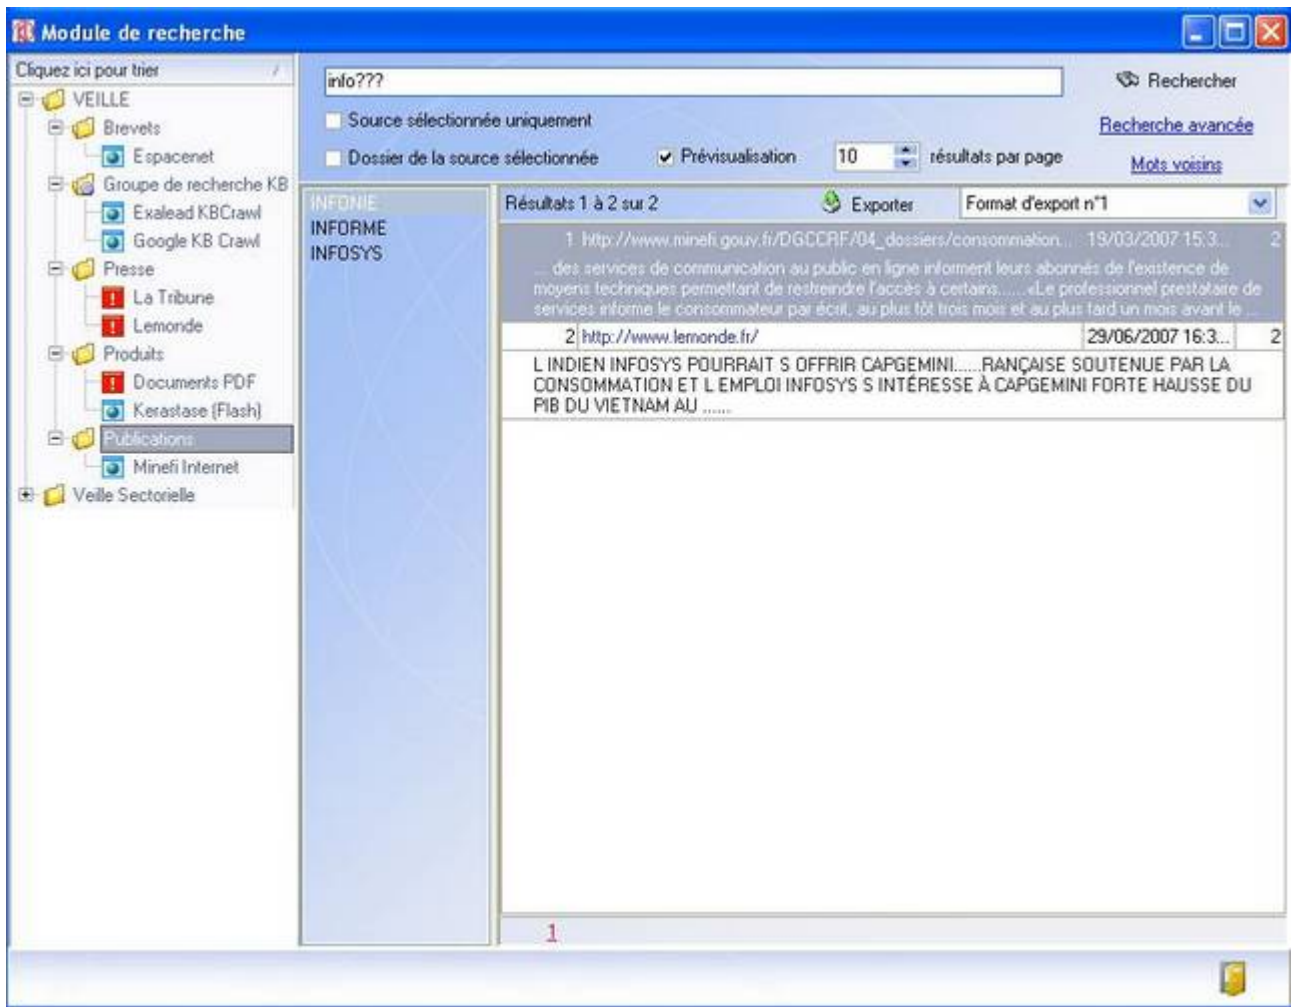 Module de recherche
Cliquez ici pour trier
VEILLE
Brevets
Espacenet
Groupe de recherche KB
Exalead KBCrawl
Google KB Crawl
Presse
La Tribune
Lemonde
Produits
Documents PDF
Kerastase (Flash)
Publications
Minefi Internet
Veille Sectorielle
info???
Rechercher
Source sélectionnée uniquement
Recherche avancée
Dossier de la source sélectionnée
Prévisualisation
10
résultats par page
Mots voisins
INFONIE
INFORME
INFOSYS
Résultats 1 à 2 sur 2
Exporter
Format d'export n°1
1 http://www.minefi.gouv.fr/DGCCRF/04_dossiers/consommation... 19/03/2007 15:3... 2
... des services de communication au public en ligne informent leurs abonnés de l'existence de
moyens techniques permettant de restreindre l'accès à certains......«Le professionnel prestataire de
services informe le consommateur par écrit, au plus tôt trois mois et au plus tard un mois avant le ...
2 http://www.lemonde.fr/ 29/06/2007 16:3... 2
L INDIEN INFOSYS POURRAIT S OFFRIR CAPGEMINI......RANÇAISE SOUTENUE PAR LA
CONSOMMATION ET L EMPLOI INFOSYS S INTÉRESSE À CAPGEMINI FORTE HAUSSE DU
PIB DU VIETNAM AU ......
1